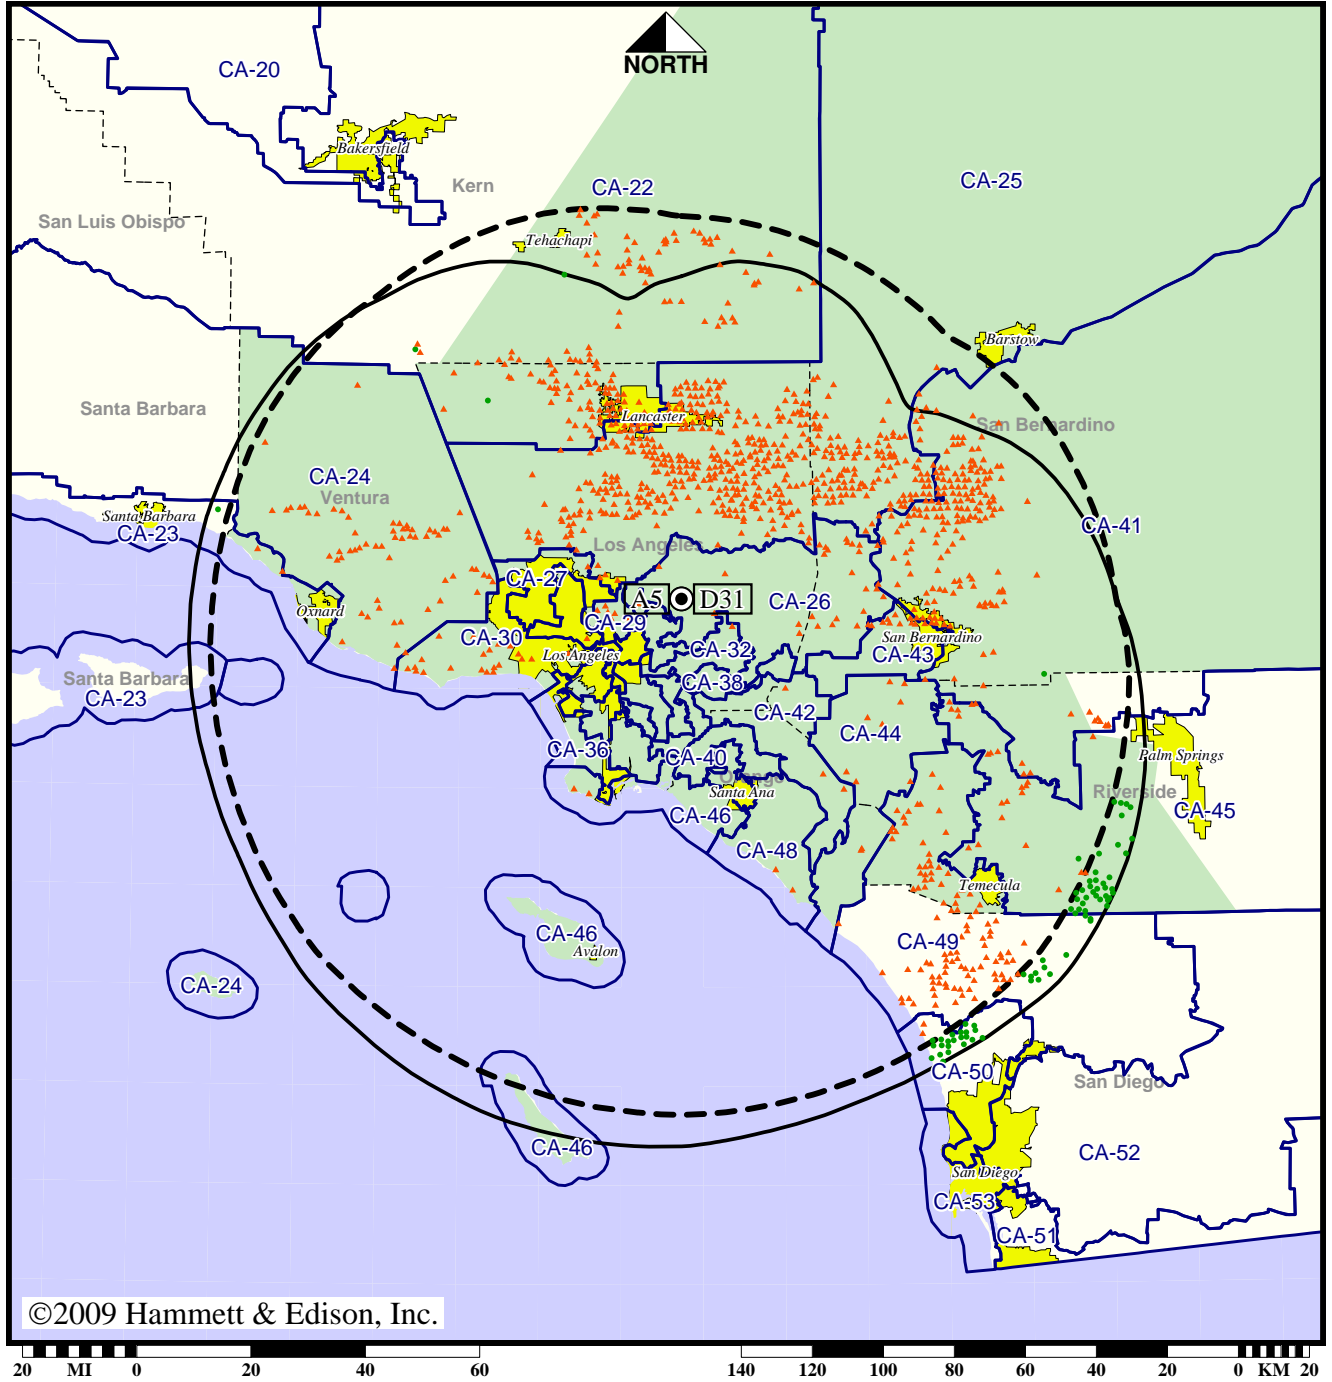 NORTH
CA-20
Bakersfield
Kern
CA-22
CA-25
San Luis Obispo
Tehachapi
Barstow
Santa Barbara
Lancaster
San Bernardino
CA-24
Ventura
Santa Barbara
CA-23
Los Angeles
CA-41
CA-27
A5
D31
CA-26
Oxnard
CA-29
CA-30
San Bernardino
CA-43
Los Angeles
CA-32
Santa Barbara
CA-23
CA-38
CA-42
CA-44
CA-36
CA-40
Palm Springs
Orange
Santa Ana
Riverside
CA-45
CA-46
CA-48
Temecula
CA-46
Avalon
CA-49
CA-24
CA-50
San Diego
CA-46
CA-52
San Diego
CA-53
CA-51
©2009 Hammett & Edison, Inc.
20 MI 0 20 40 60 140 120 100 80 60 40 20 0 KM 20